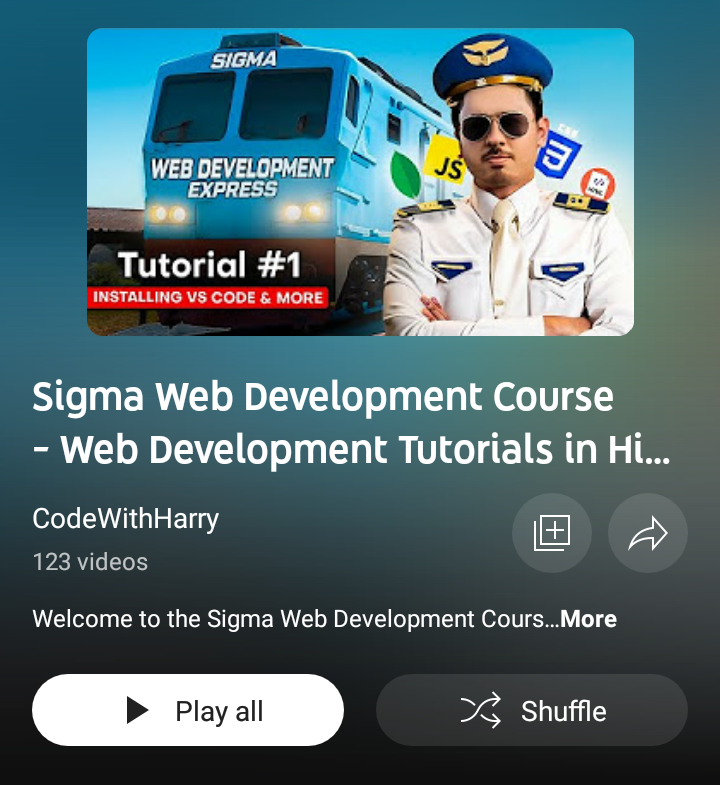 SIGMA
WEB DEVELOPMENT
EXPRESS
JS
CSS
3
</>
HTML
Tutorial #1
INSTALLING VS CODE & MORE
Sigma Web Development Course
- Web Development Tutorials in Hi...
CodeWithHarry
123 videos
Welcome to the Sigma Web Development Cours...More
Play all
Shuffle